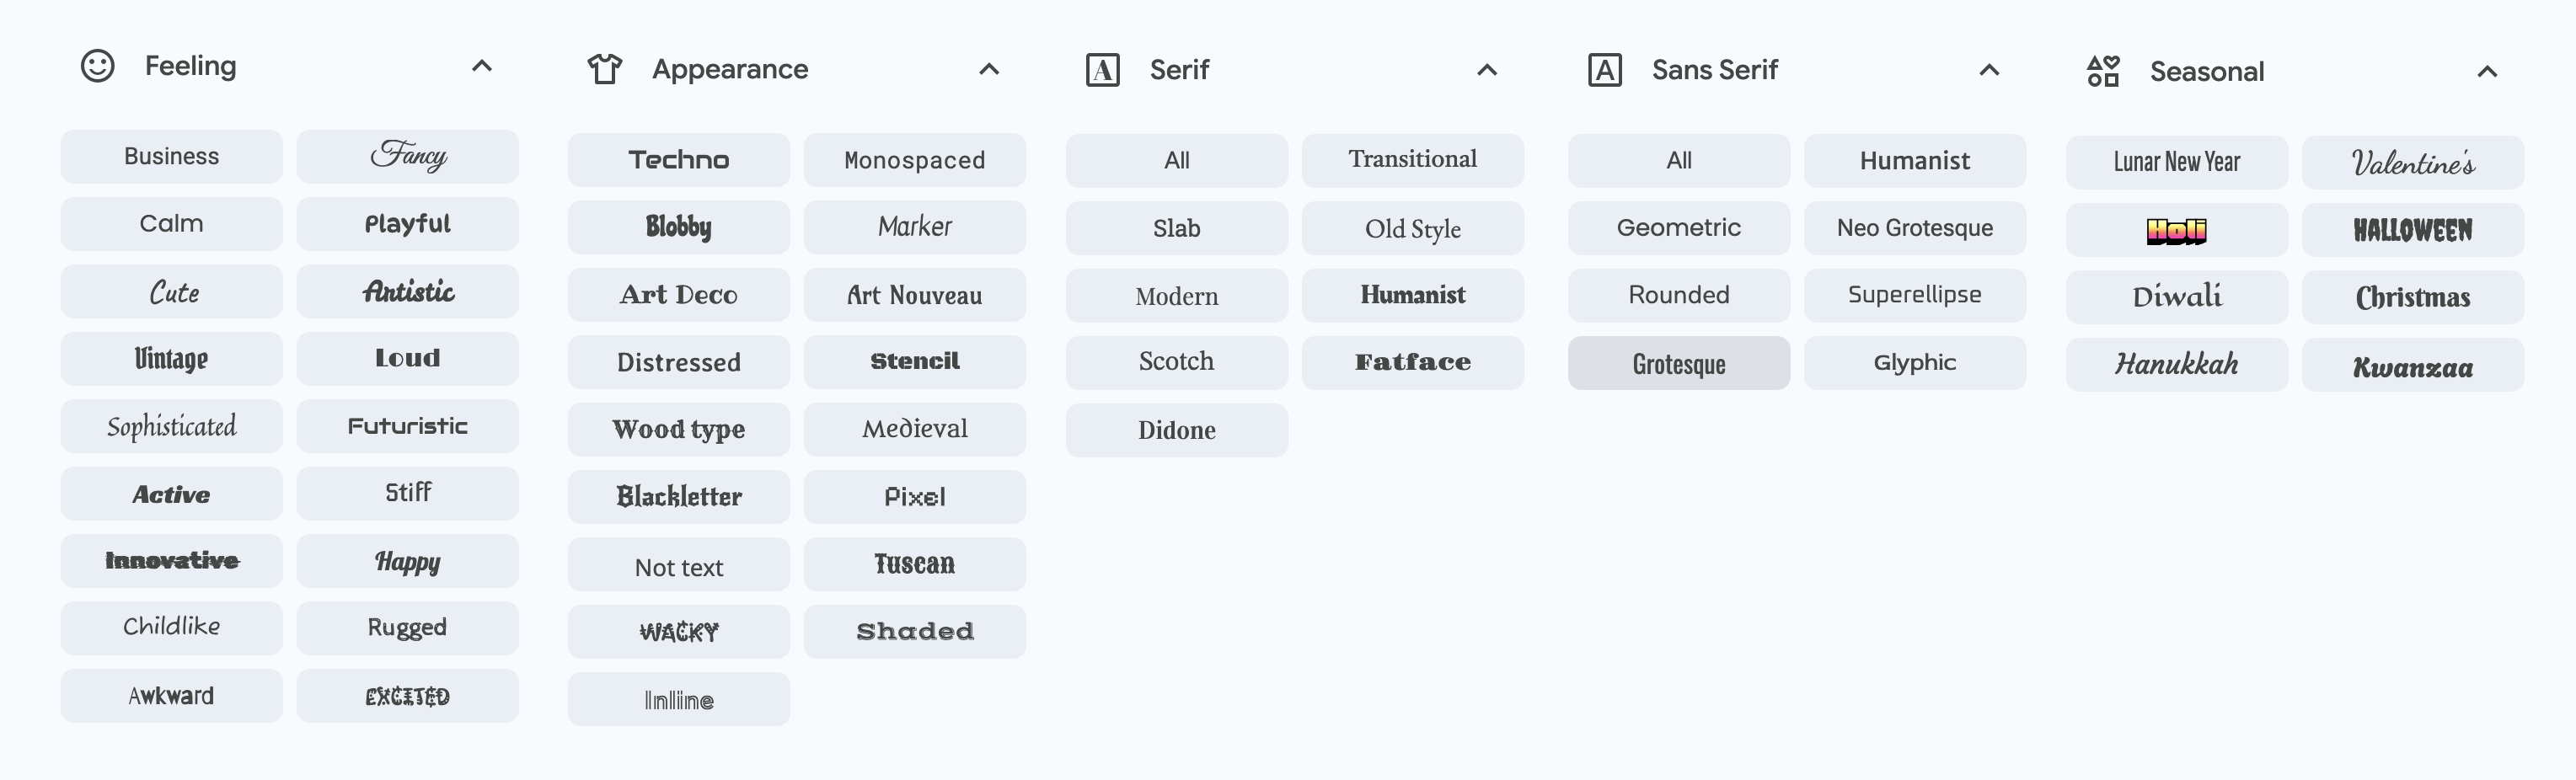 Feeling
Business
Fancy
Calm
Playful
Cute
Artistic
Vintage
Loud
Sophisticated
Futuristic
Active
Stiff
Innovative
Happy
Childlike
Rugged
Awkward
EXCITED
Appearance
Techno
Monospaced
Blobby
Marker
Art Deco
Art Nouveau
Distressed
Stencil
Wood type
Medieval
Blackletter
Pixel
Not text
Tuscan
WACKY
Shaded
Inline
A
Serif
All
Transitional
Slab
Old Style
Modern
Humanist
Scotch
Fatface
Didone
A
Sans Serif
All
Humanist
Geometric
Neo Grotesque
Rounded
Superellipse
Grotesque
Glyphic
Seasonal
Lunar New Year
Valentine's
Holi
HALLOWEEN
Diwali
Christmas
Hanukkah
Kwanzaa